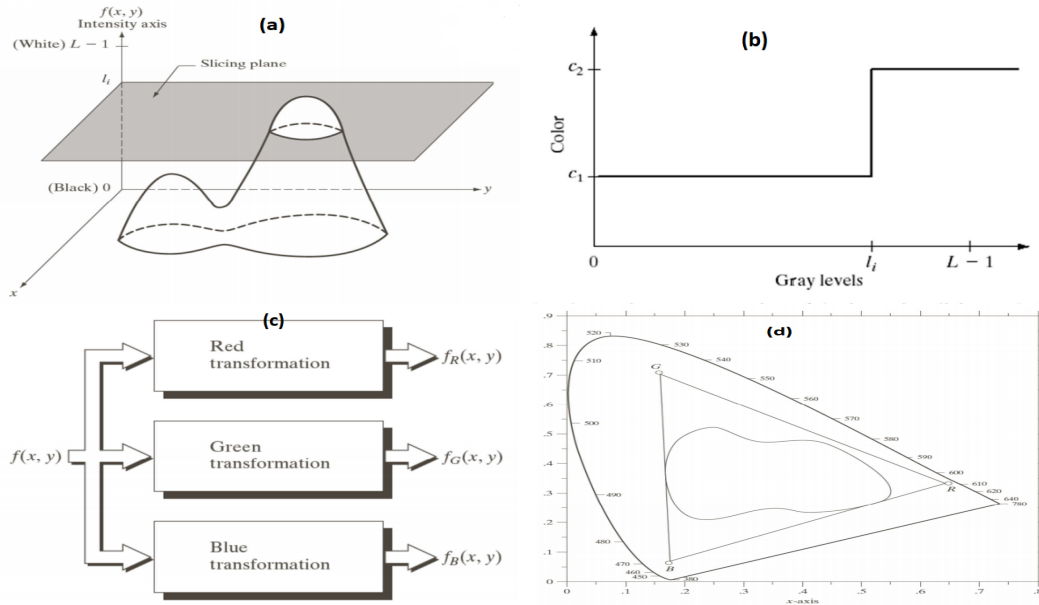 (a)
f(x, y)
Intensity axis
(White) L − 1
l_i
Slicing plane
(Black) 0
y
x
(b)
Color
c_2
c_1
0
l_i
L − 1
Gray levels
(c)
f(x, y)
Red
transformation
f_R(x, y)
Green
transformation
f_G(x, y)
Blue
transformation
f_B(x, y)
(d)
.9
.8
.7
.6
.5
.4
.3
.2
.1
0
520
530
540
550
560
570
580
590
600
610
620
640
780
510
500
490
480
470
460
450
380
G
R
B
0
.1
.2
.3
.4
.5
.6
.7
.8
x-axis